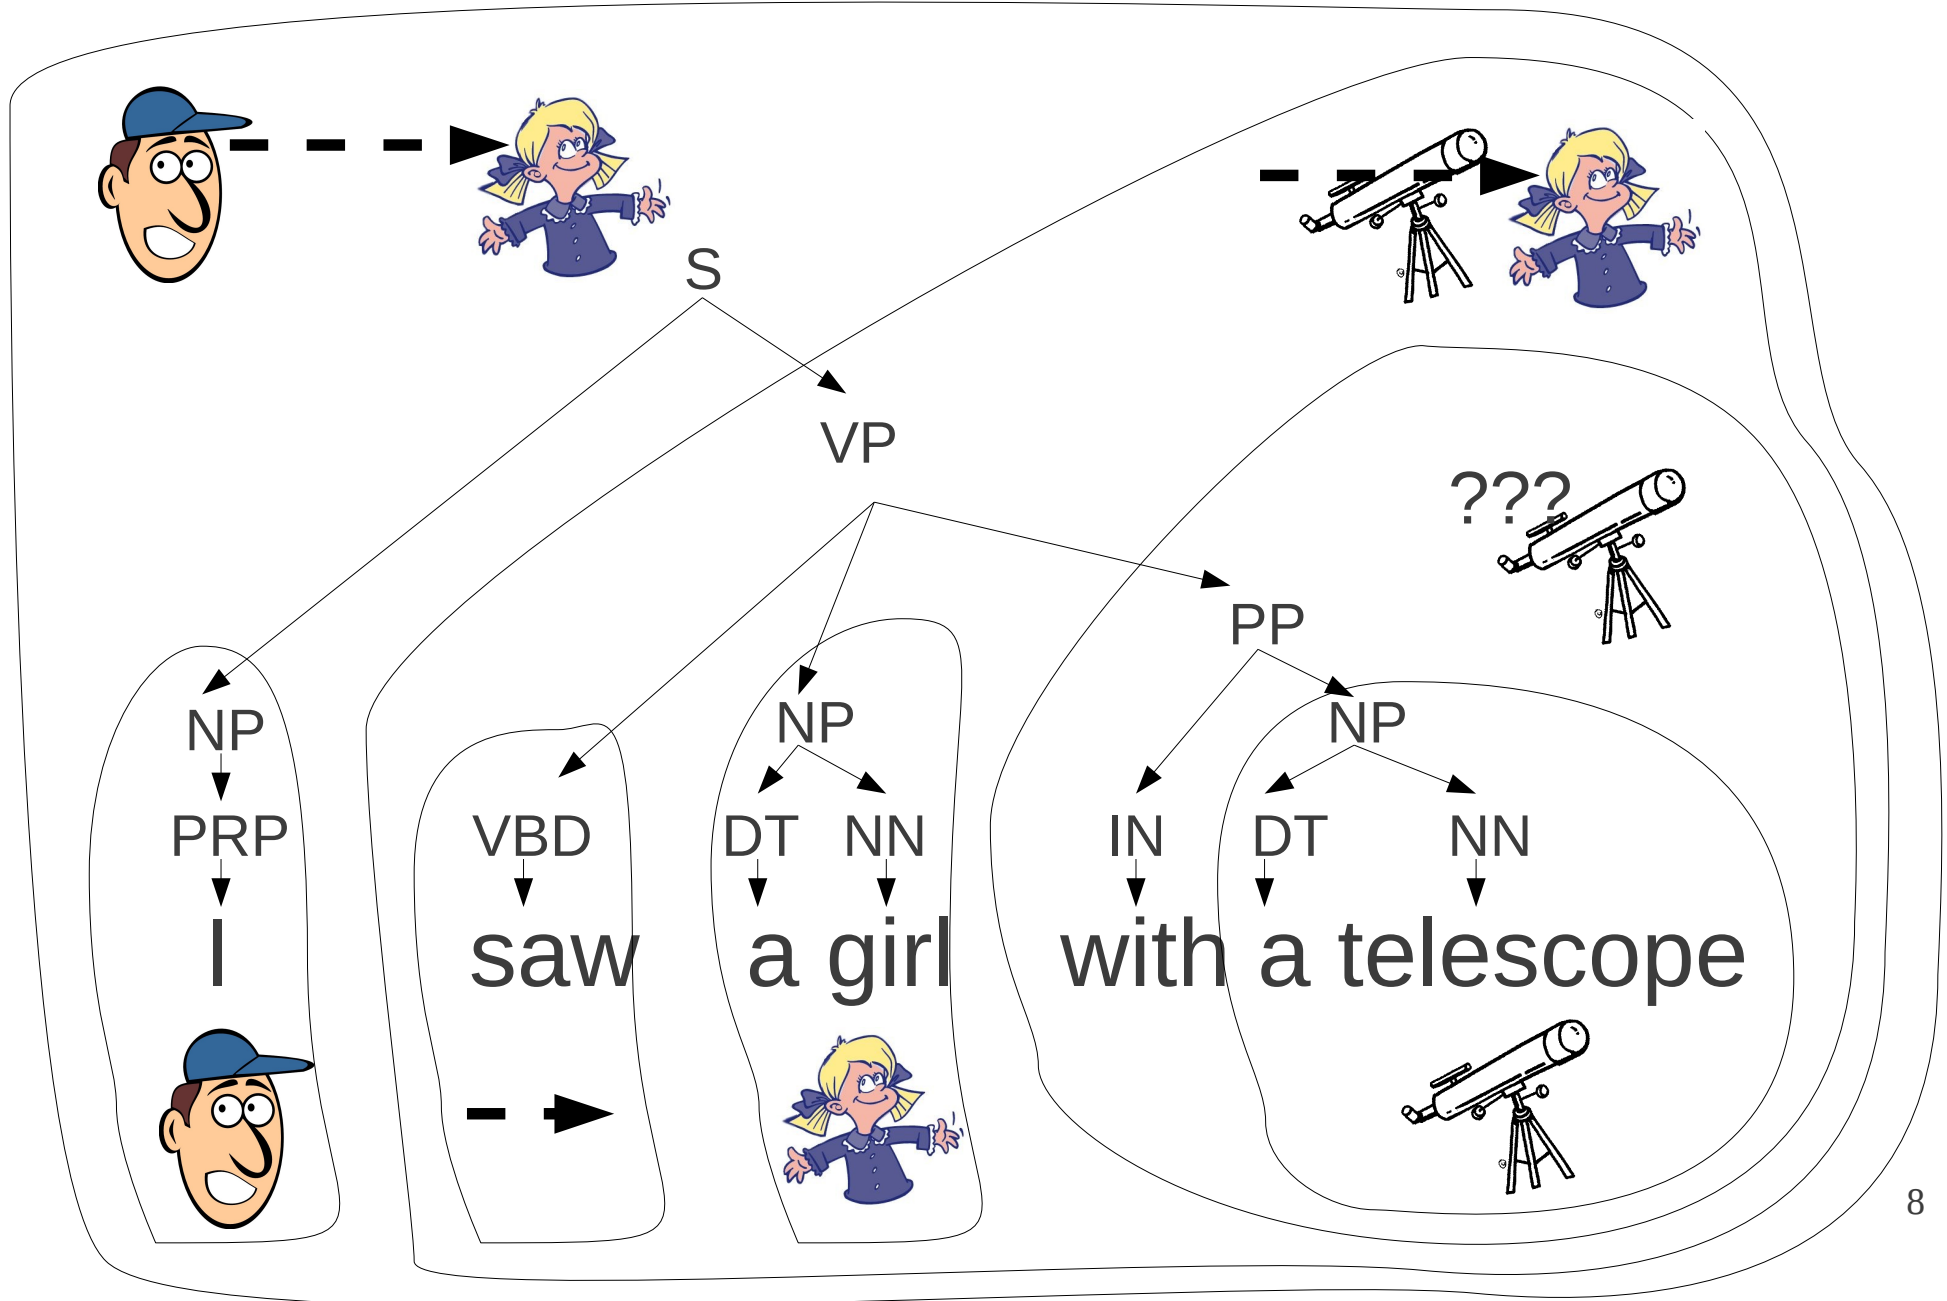 S
VP
???
PP
NP NP NP
PRP VBD DT NN IN DT NN
I saw a girl with a telescope
8